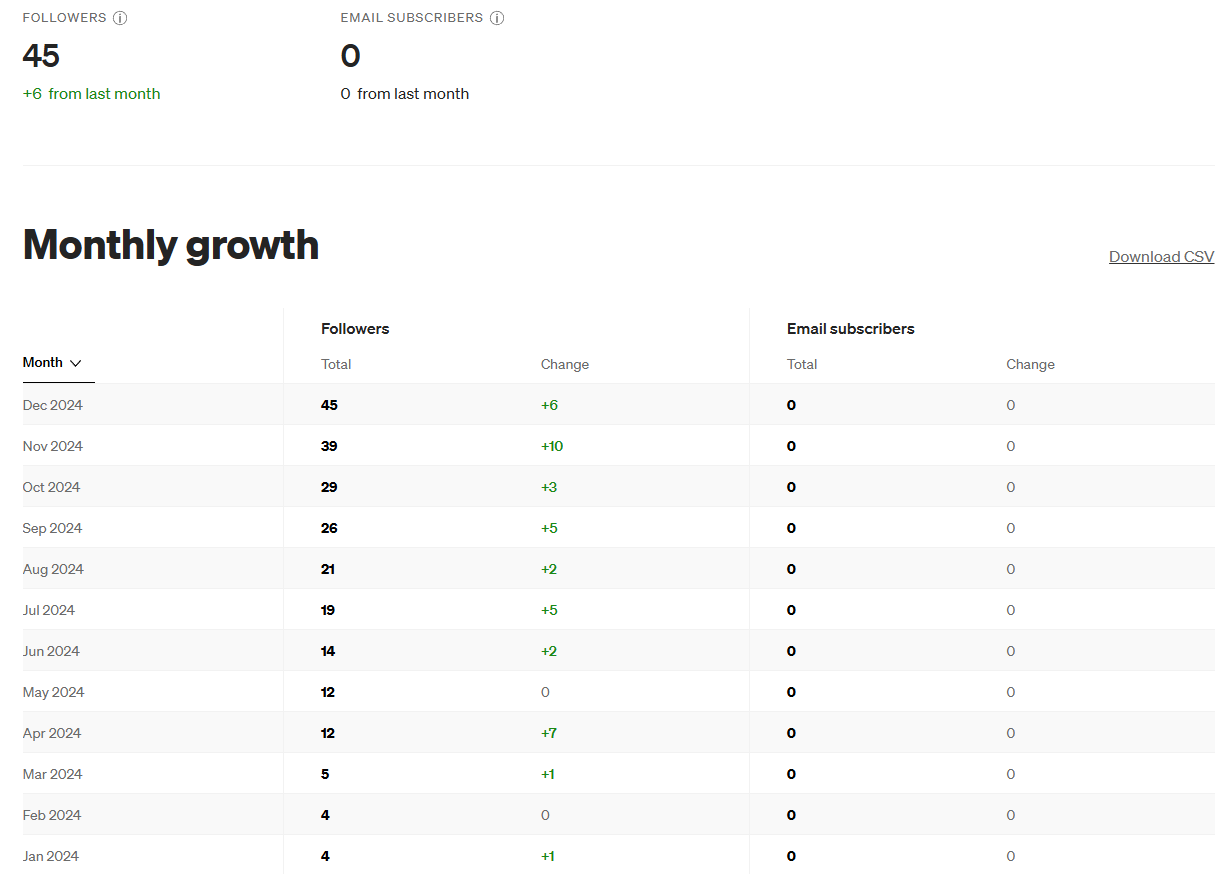 FOLLOWERS EMAIL SUBSCRIBERS
45 0
+6 from last month 0 from last month
Monthly growth
Download CSV
Followers Email subscribers
Month Total Change Total Change
Dec 2024 45 +6 0 0
Nov 2024 39 +10 0 0
Oct 2024 29 +3 0 0
Sep 2024 26 +5 0 0
Aug 2024 21 +2 0 0
Jul 2024 19 +5 0 0
Jun 2024 14 +2 0 0
May 2024 12 0 0 0
Apr 2024 12 +7 0 0
Mar 2024 5 +1 0 0
Feb 2024 4 0 0 0
Jan 2024 4 +1 0 0